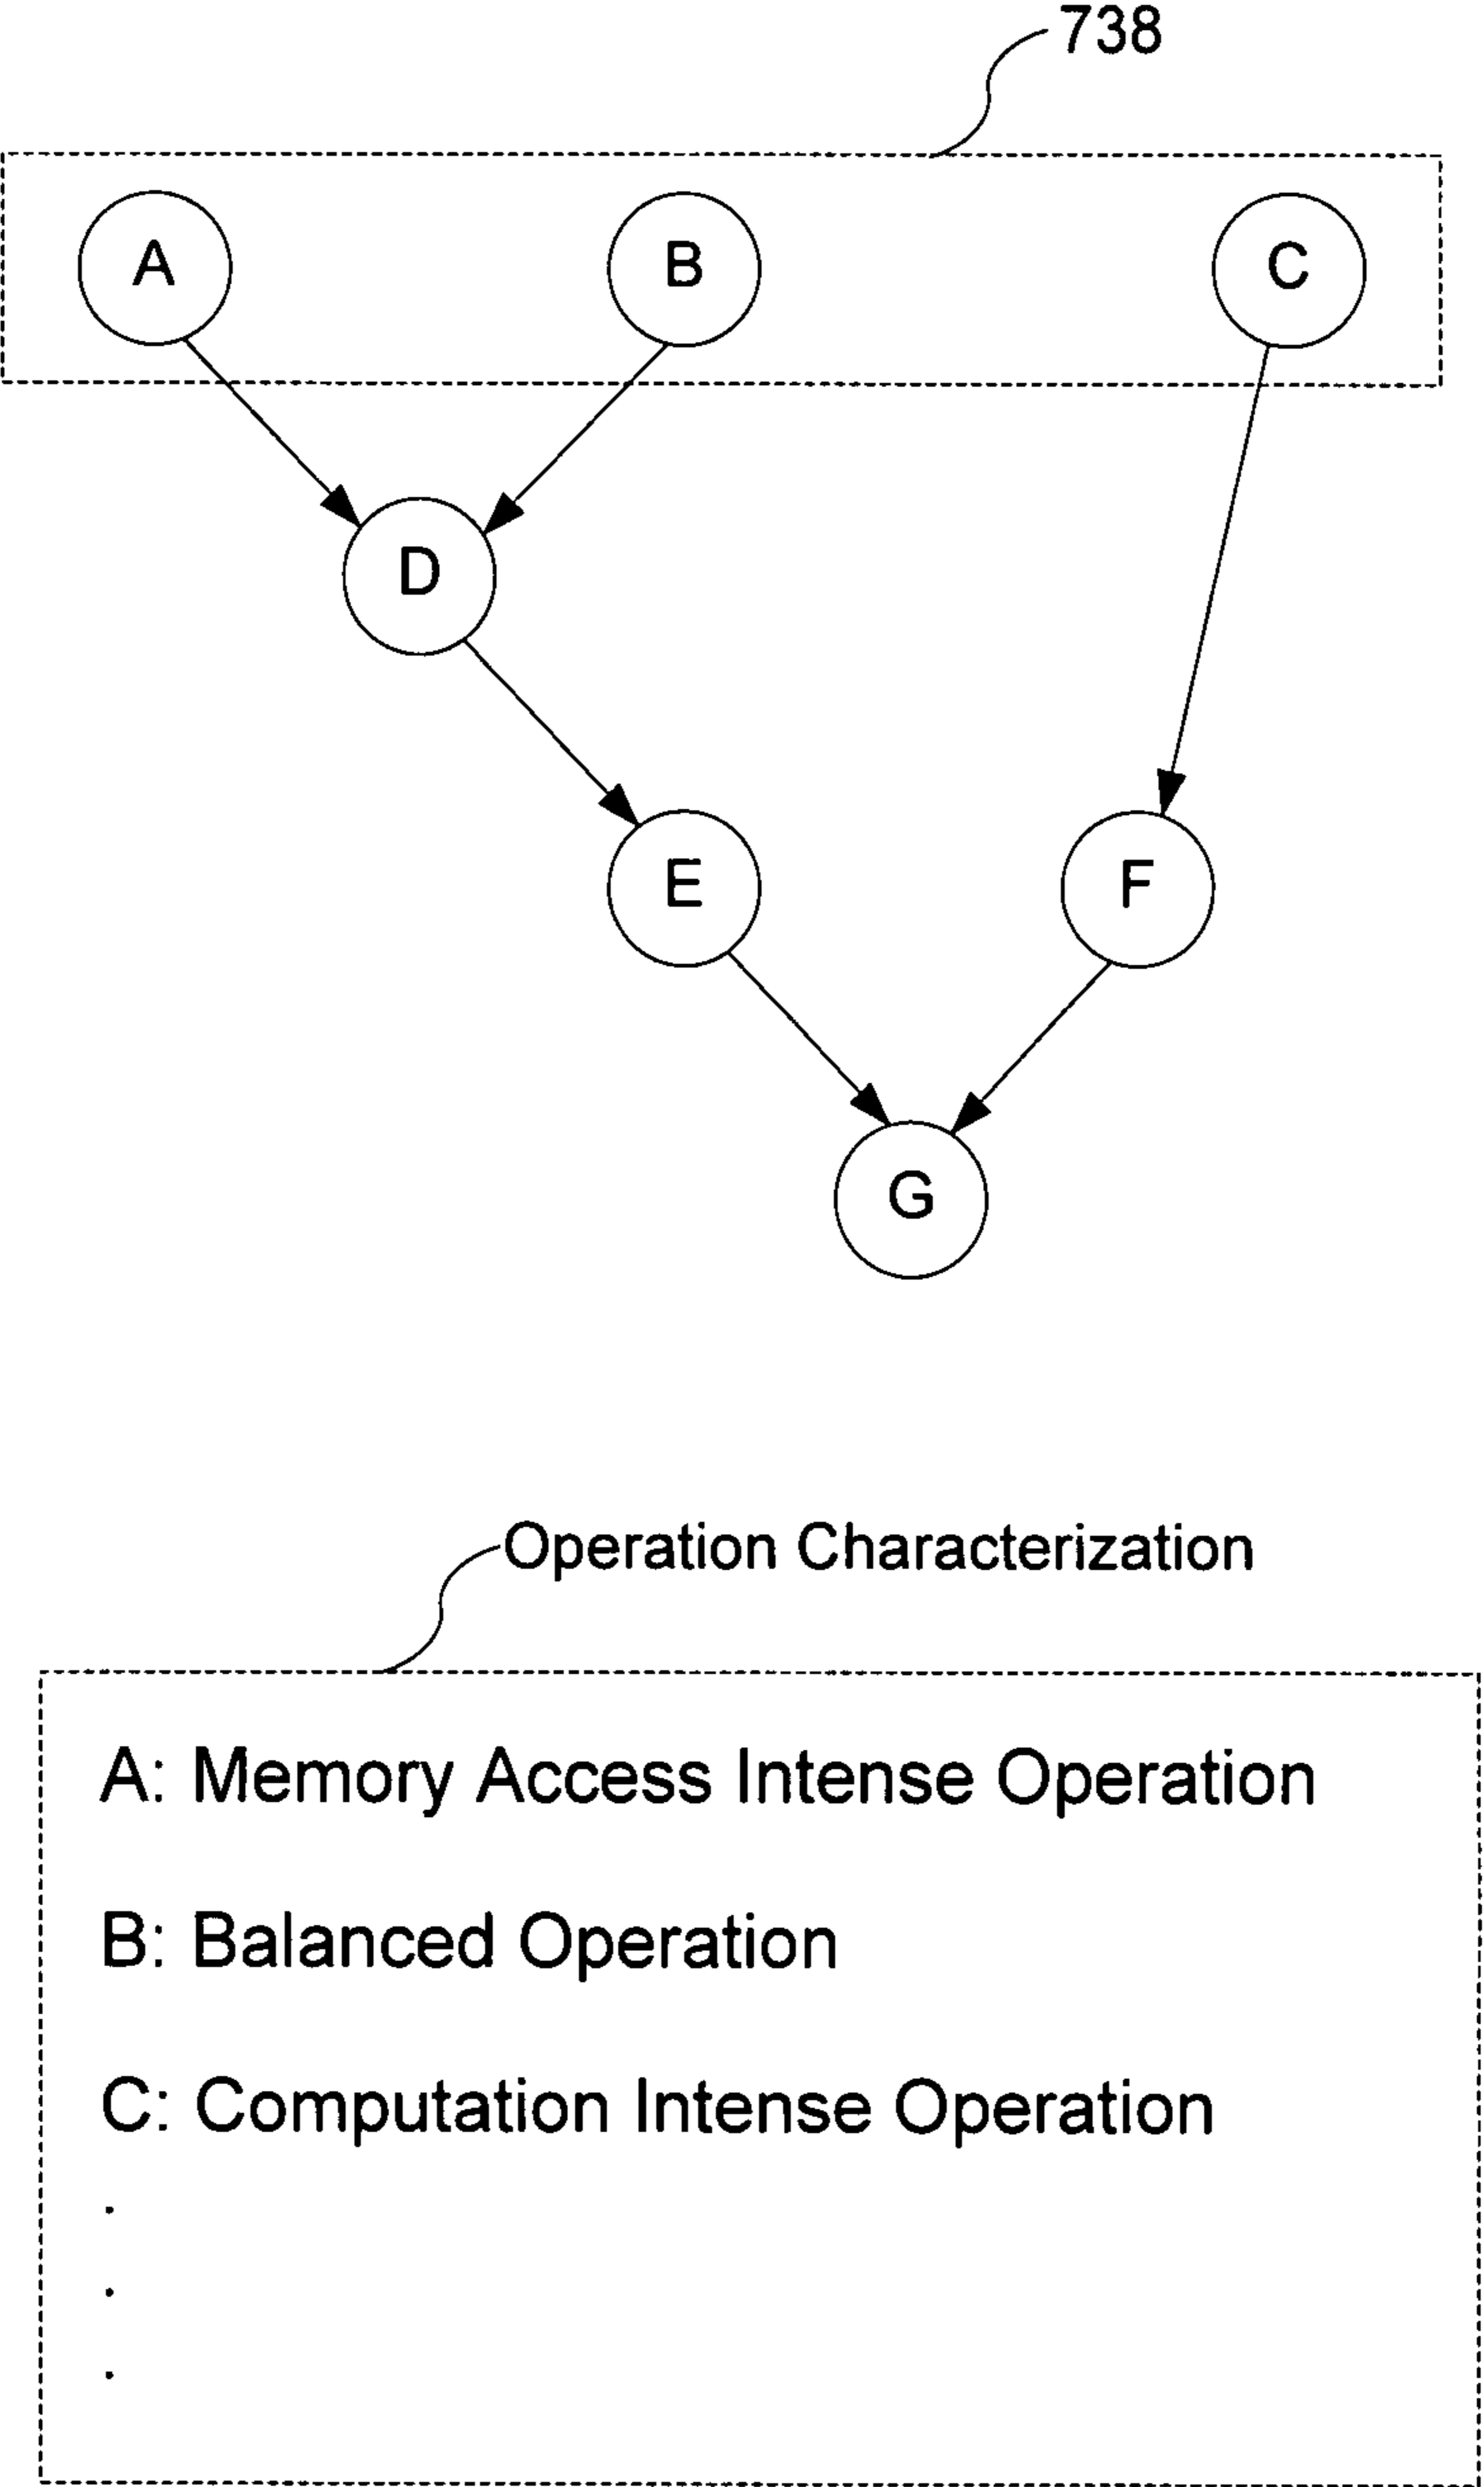 738
A
B
C
D
E
F
G
Operation Characterization
A: Memory Access Intense Operation
B: Balanced Operation
C: Computation Intense Operation
.
.
.